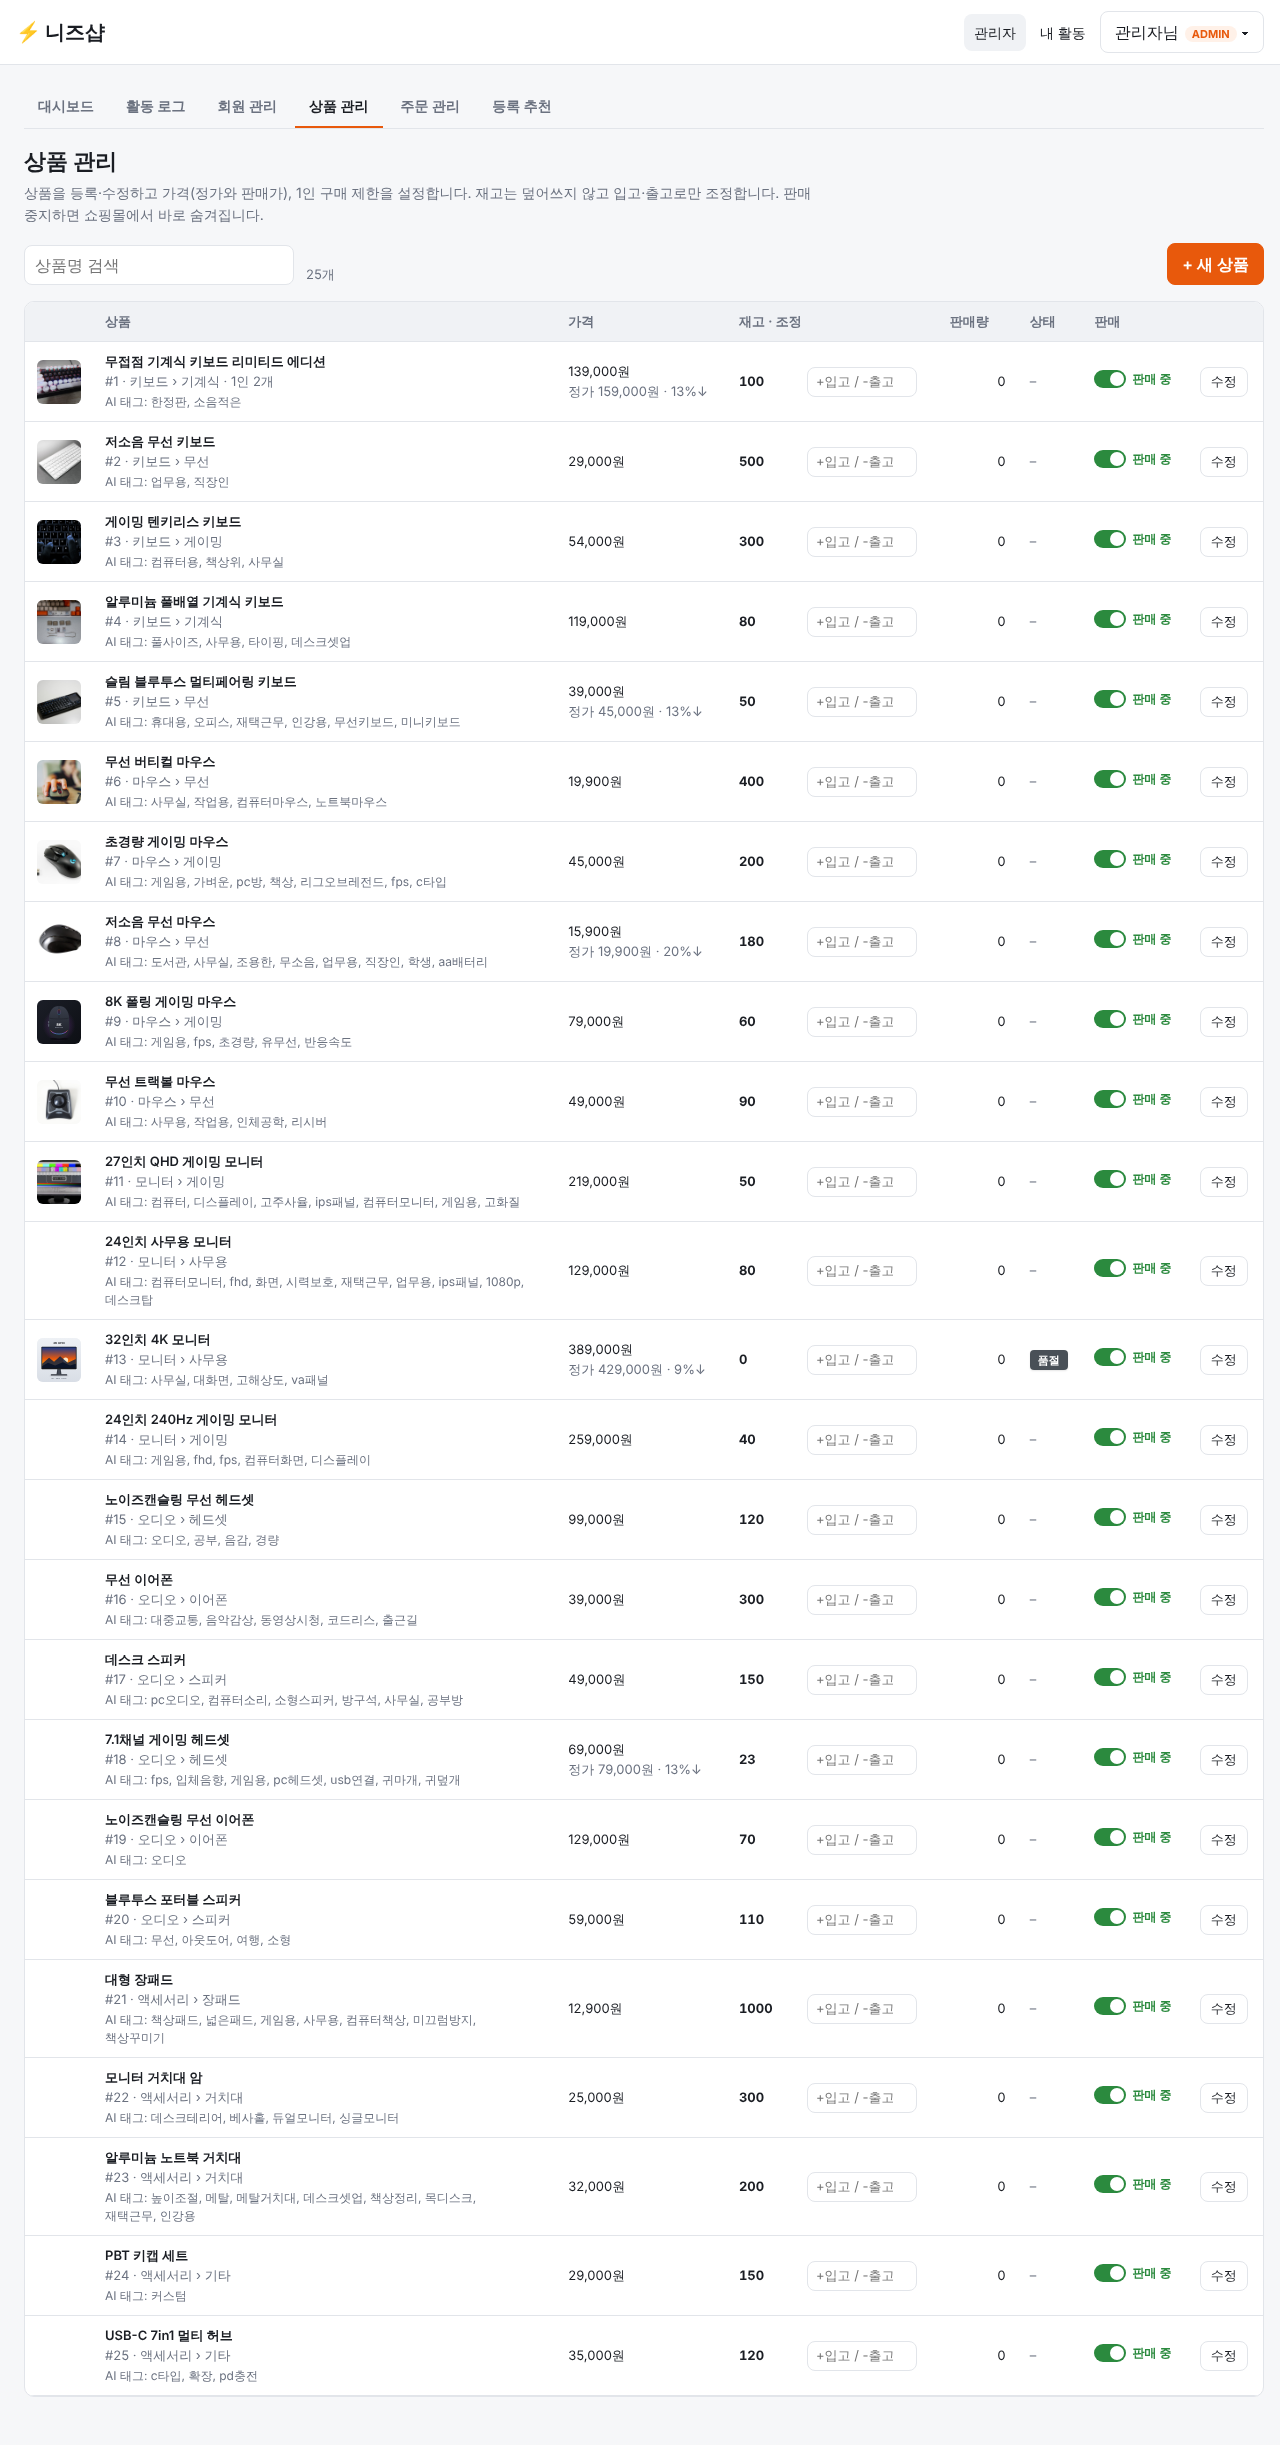 ⚡ 니즈샵
관리자
내 활동
관리자님 ADMIN
대시보드
활동 로그
회원 관리
상품 관리
주문 관리
등록 추천
상품 관리
상품을 등록·수정하고 가격(정가와 판매가), 1인 구매 제한을 설정합니다. 재고는 덮어쓰지 않고 입고·출고로만 조정합니다. 판매
중지하면 쇼핑몰에서 바로 숨겨집니다.
상품명 검색
25개
+ 새 상품
상품 가격 재고 · 조정 판매량 상태 판매
무접점 기계식 키보드 리미티드 에디션
#1 · 키보드 › 기계식 · 1인 2개
AI 태그: 한정판, 소음적은
139,000원
정가 159,000원 · 13%↓
100 +입고 / -출고 0 – 판매 중 수정
저소음 무선 키보드
#2 · 키보드 › 무선
AI 태그: 업무용, 직장인
29,000원 500 +입고 / -출고 0 – 판매 중 수정
게이밍 텐키리스 키보드
#3 · 키보드 › 게이밍
AI 태그: 컴퓨터용, 책상위, 사무실
54,000원 300 +입고 / -출고 0 – 판매 중 수정
알루미늄 풀배열 기계식 키보드
#4 · 키보드 › 기계식
AI 태그: 풀사이즈, 사무용, 타이핑, 데스크셋업
119,000원 80 +입고 / -출고 0 – 판매 중 수정
슬림 블루투스 멀티페어링 키보드
#5 · 키보드 › 무선
AI 태그: 휴대용, 오피스, 재택근무, 인강용, 무선키보드, 미니키보드
39,000원
정가 45,000원 · 13%↓
50 +입고 / -출고 0 – 판매 중 수정
무선 버티컬 마우스
#6 · 마우스 › 무선
AI 태그: 사무실, 작업용, 컴퓨터마우스, 노트북마우스
19,900원 400 +입고 / -출고 0 – 판매 중 수정
초경량 게이밍 마우스
#7 · 마우스 › 게이밍
AI 태그: 게임용, 가벼운, pc방, 책상, 리그오브레전드, fps, c타입
45,000원 200 +입고 / -출고 0 – 판매 중 수정
저소음 무선 마우스
#8 · 마우스 › 무선
AI 태그: 도서관, 사무실, 조용한, 무소음, 업무용, 직장인, 학생, aa배터리
15,900원
정가 19,900원 · 20%↓
180 +입고 / -출고 0 – 판매 중 수정
8K 폴링 게이밍 마우스
#9 · 마우스 › 게이밍
AI 태그: 게임용, fps, 초경량, 유무선, 반응속도
79,000원 60 +입고 / -출고 0 – 판매 중 수정
무선 트랙볼 마우스
#10 · 마우스 › 무선
AI 태그: 사무용, 작업용, 인체공학, 리시버
49,000원 90 +입고 / -출고 0 – 판매 중 수정
27인치 QHD 게이밍 모니터
#11 · 모니터 › 게이밍
AI 태그: 컴퓨터, 디스플레이, 고주사율, ips패널, 컴퓨터모니터, 게임용, 고화질
219,000원 50 +입고 / -출고 0 – 판매 중 수정
24인치 사무용 모니터
#12 · 모니터 › 사무용
AI 태그: 컴퓨터모니터, fhd, 화면, 시력보호, 재택근무, 업무용, ips패널, 1080p,
데스크탑
129,000원 80 +입고 / -출고 0 – 판매 중 수정
32인치 4K 모니터
#13 · 모니터 › 사무용
AI 태그: 사무실, 대화면, 고해상도, va패널
389,000원
정가 429,000원 · 9%↓
0 +입고 / -출고 0 품절 판매 중 수정
24인치 240Hz 게이밍 모니터
#14 · 모니터 › 게이밍
AI 태그: 게임용, fhd, fps, 컴퓨터화면, 디스플레이
259,000원 40 +입고 / -출고 0 – 판매 중 수정
노이즈캔슬링 무선 헤드셋
#15 · 오디오 › 헤드셋
AI 태그: 오디오, 공부, 음감, 경량
99,000원 120 +입고 / -출고 0 – 판매 중 수정
무선 이어폰
#16 · 오디오 › 이어폰
AI 태그: 대중교통, 음악감상, 동영상시청, 코드리스, 출근길
39,000원 300 +입고 / -출고 0 – 판매 중 수정
데스크 스피커
#17 · 오디오 › 스피커
AI 태그: pc오디오, 컴퓨터소리, 소형스피커, 방구석, 사무실, 공부방
49,000원 150 +입고 / -출고 0 – 판매 중 수정
7.1채널 게이밍 헤드셋
#18 · 오디오 › 헤드셋
AI 태그: fps, 입체음향, 게임용, pc헤드셋, usb연결, 귀마개, 귀덮개
69,000원
정가 79,000원 · 13%↓
23 +입고 / -출고 0 – 판매 중 수정
노이즈캔슬링 무선 이어폰
#19 · 오디오 › 이어폰
AI 태그: 오디오
129,000원 70 +입고 / -출고 0 – 판매 중 수정
블루투스 포터블 스피커
#20 · 오디오 › 스피커
AI 태그: 무선, 아웃도어, 여행, 소형
59,000원 110 +입고 / -출고 0 – 판매 중 수정
대형 장패드
#21 · 액세서리 › 장패드
AI 태그: 책상패드, 넓은패드, 게임용, 사무용, 컴퓨터책상, 미끄럼방지,
책상꾸미기
12,900원 1000 +입고 / -출고 0 – 판매 중 수정
모니터 거치대 암
#22 · 액세서리 › 거치대
AI 태그: 데스크테리어, 베사홀, 듀얼모니터, 싱글모니터
25,000원 300 +입고 / -출고 0 – 판매 중 수정
알루미늄 노트북 거치대
#23 · 액세서리 › 거치대
AI 태그: 높이조절, 메탈, 메탈거치대, 데스크셋업, 책상정리, 목디스크,
재택근무, 인강용
32,000원 200 +입고 / -출고 0 – 판매 중 수정
PBT 키캡 세트
#24 · 액세서리 › 기타
AI 태그: 커스텀
29,000원 150 +입고 / -출고 0 – 판매 중 수정
USB-C 7in1 멀티 허브
#25 · 액세서리 › 기타
AI 태그: c타입, 확장, pd충전
35,000원 120 +입고 / -출고 0 – 판매 중 수정